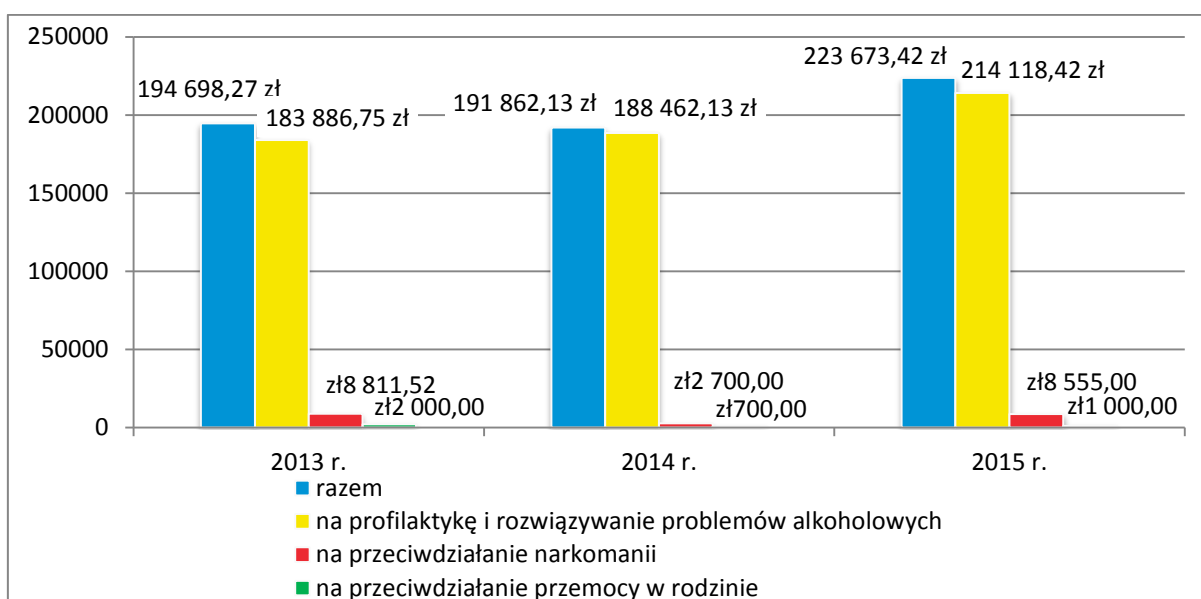 250000
200000
150000
100000
50000
0
194 698,27 zł
183 886,75 zł
zł8 811,52
zł2 000,00
191 862,13 zł
188 462,13 zł
zł2 700,00
zł700,00
223 673,42 zł
214 118,42 zł
zł8 555,00
zł1 000,00
2013 r.
2014 r.
2015 r.
razem
na profilaktykę i rozwiązywanie problemów alkoholowych
na przeciwdziałanie narkomanii
na przeciwdziałanie przemocy w rodzinie